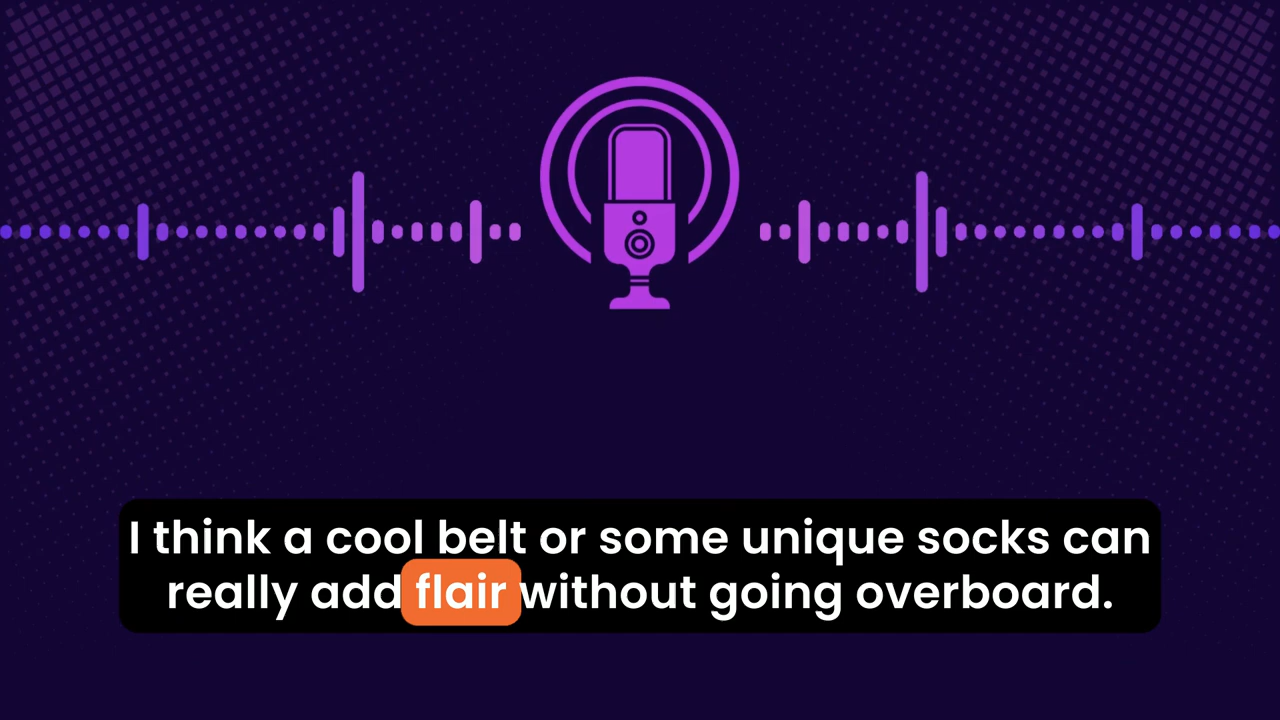 I think a cool belt or some unique socks can
really add flair without going overboard.